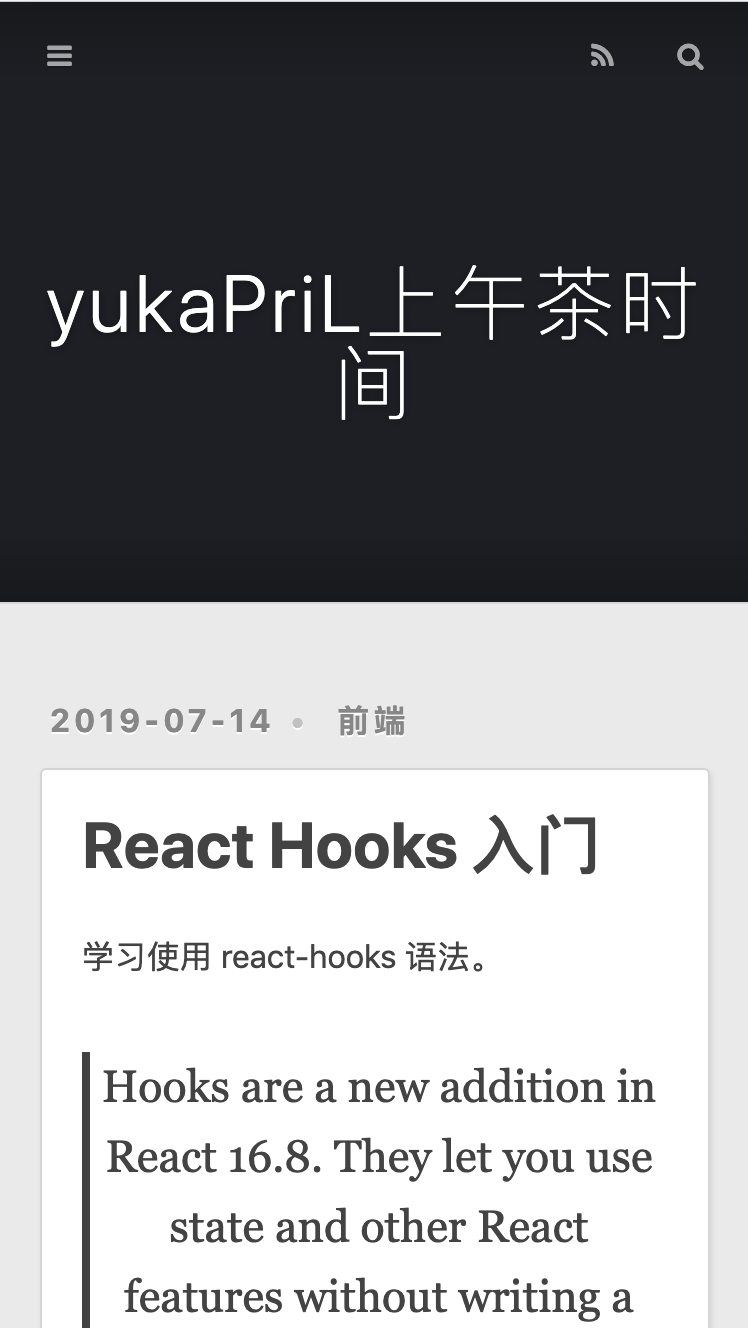 yukaPriL上午茶时
间
2019-07-14 • 前端
React Hooks 入门
学习使用 react-hooks 语法。
Hooks are a new addition in
React 16.8. They let you use
state and other React
features without writing a